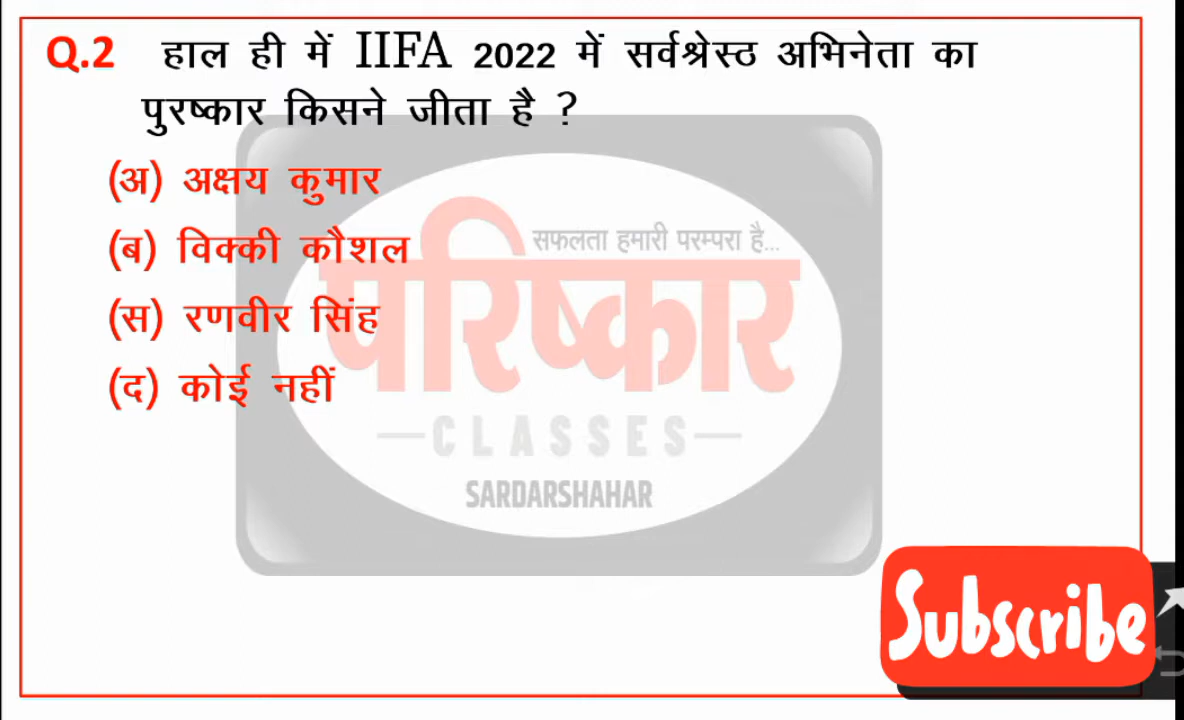 Q.2 हाल ही में IIFA 2022 में सर्वश्रेस्ठ अभिनेता का
पुरष्कार किसने जीता है ?
(अ) अक्षय कुमार
(ब) विक्की कौशल
(स) रणवीर सिंह
(द) कोई नहीं
सफलता हमारी परम्परा है...
परिष्कार
CLASSES
SARDARSHAHAR
Subscribe